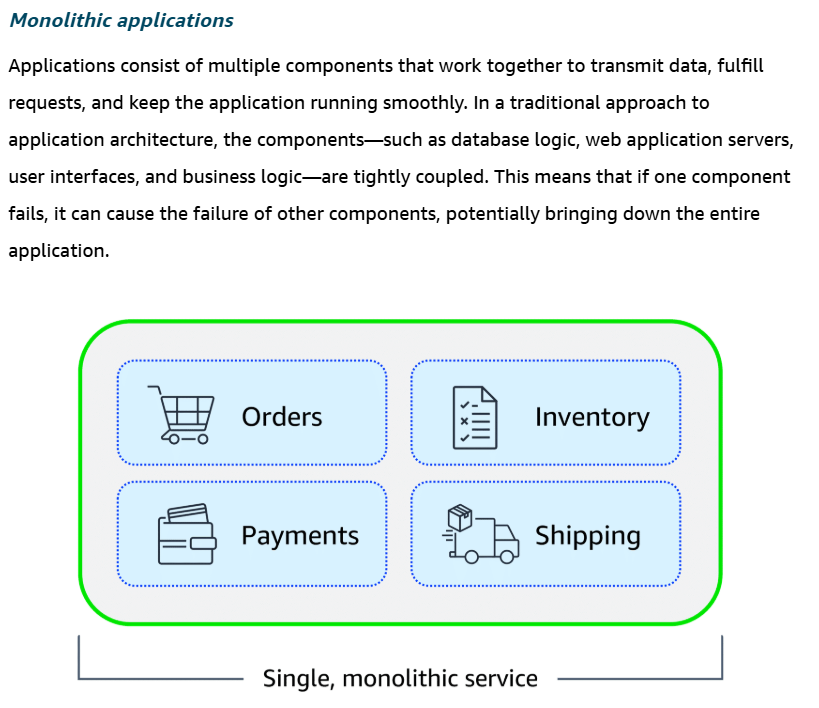 Monolithic applications
Applications consist of multiple components that work together to transmit data, fulfill
requests, and keep the application running smoothly. In a traditional approach to
application architecture, the components—such as database logic, web application servers,
user interfaces, and business logic—are tightly coupled. This means that if one component
fails, it can cause the failure of other components, potentially bringing down the entire
application.
Orders
Inventory
Payments
Shipping
Single, monolithic service